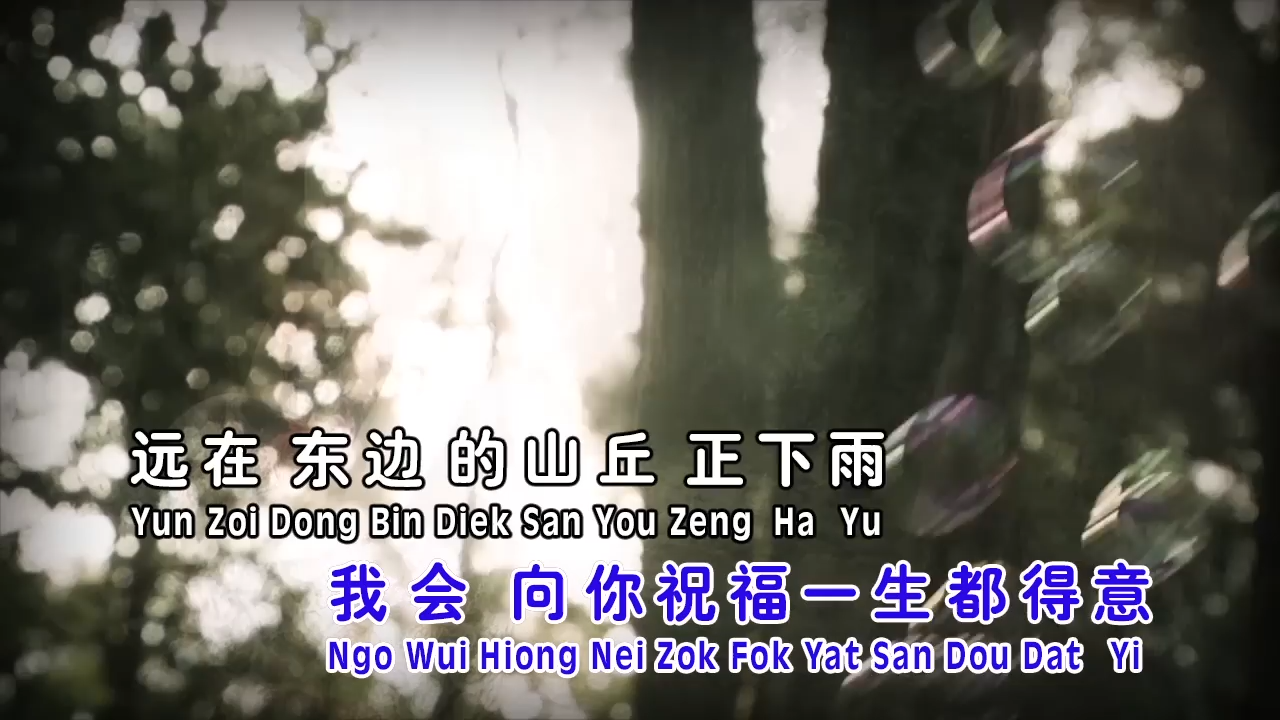 远在 东边 的山丘 正下雨
Yun Zoi Dong Bin Diek San You Zeng Ha Yu
我会 向你祝福一生都得意
Ngo Wui Hiong Nei Zok Fok Yat San Dou Dat Yi